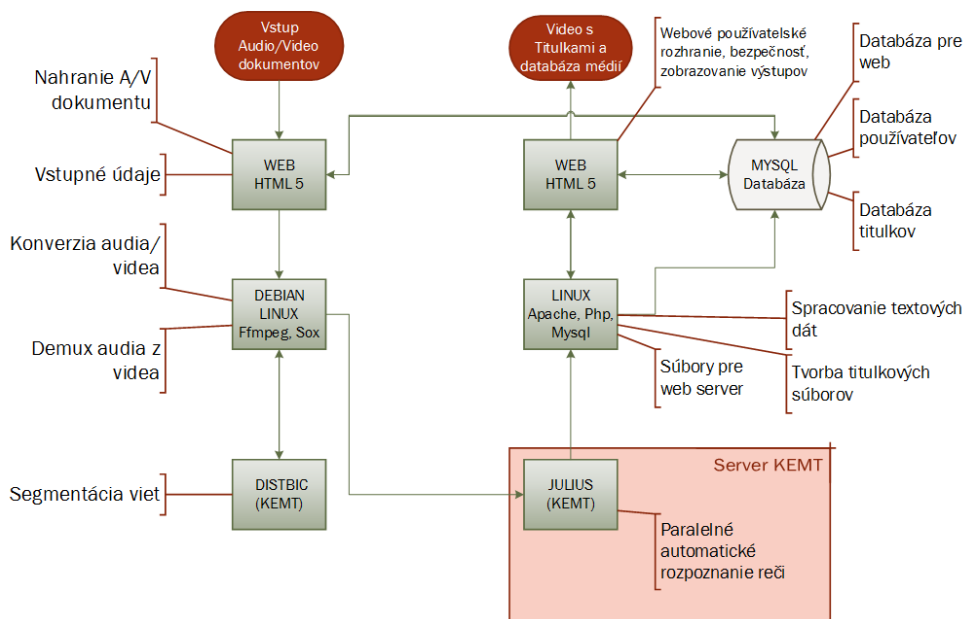 Vstup
Audio/Video
dokumentov
Video s
Titulkami a
databáza médií
Webové používatelské
rozhranie, bezpečnosť,
zobrazovanie výstupov
Databáza pre
web
Nahranie A/V
dokumentu
Databáza
používateľov
Vstupné údaje
WEB
HTML 5
WEB
HTML 5
MYSQL
Databáza
Databáza
titulkov
Konverzia audia/
videa
DEBIAN
LINUX
Ffmpeg, Sox
LINUX
Apache, Php,
Mysql
Spracovanie textových
dát
Demux audia z
videa
Súbory pre
web server
Tvorba titulkových
súborov
Server KEMT
Segmentácia viet
DISTBIC
(KEMT)
JULIUS
(KEMT)
Paralelné
automatické
rozpoznanie reči